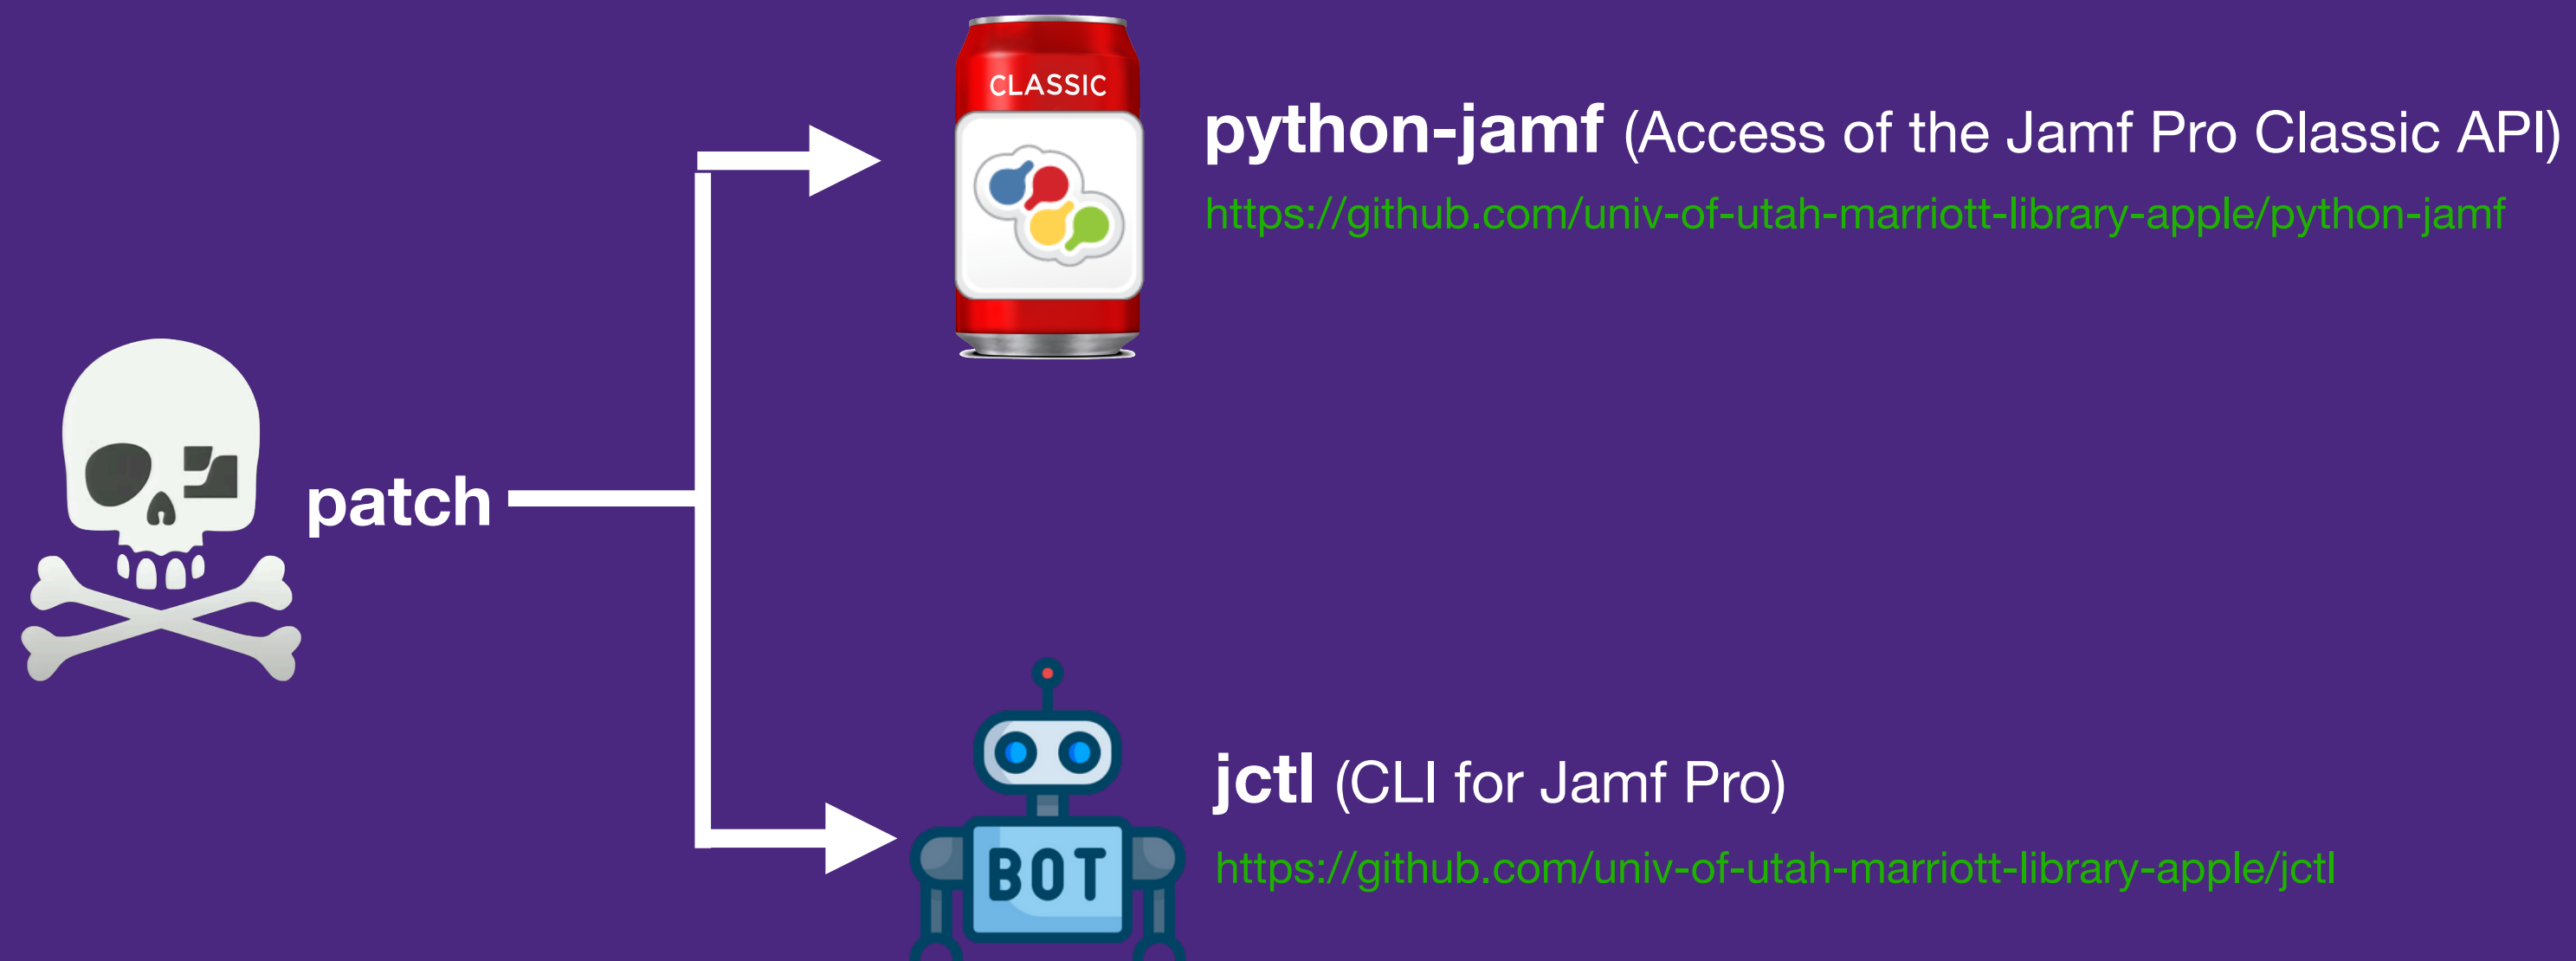 CLASSIC
python-jamf (Access of the Jamf Pro Classic API)
https://github.com/univ-of-utah-marriott-library-apple/python-jamf
patch
jctl (CLI for Jamf Pro)
https://github.com/univ-of-utah-marriott-library-apple/jctl
BOT